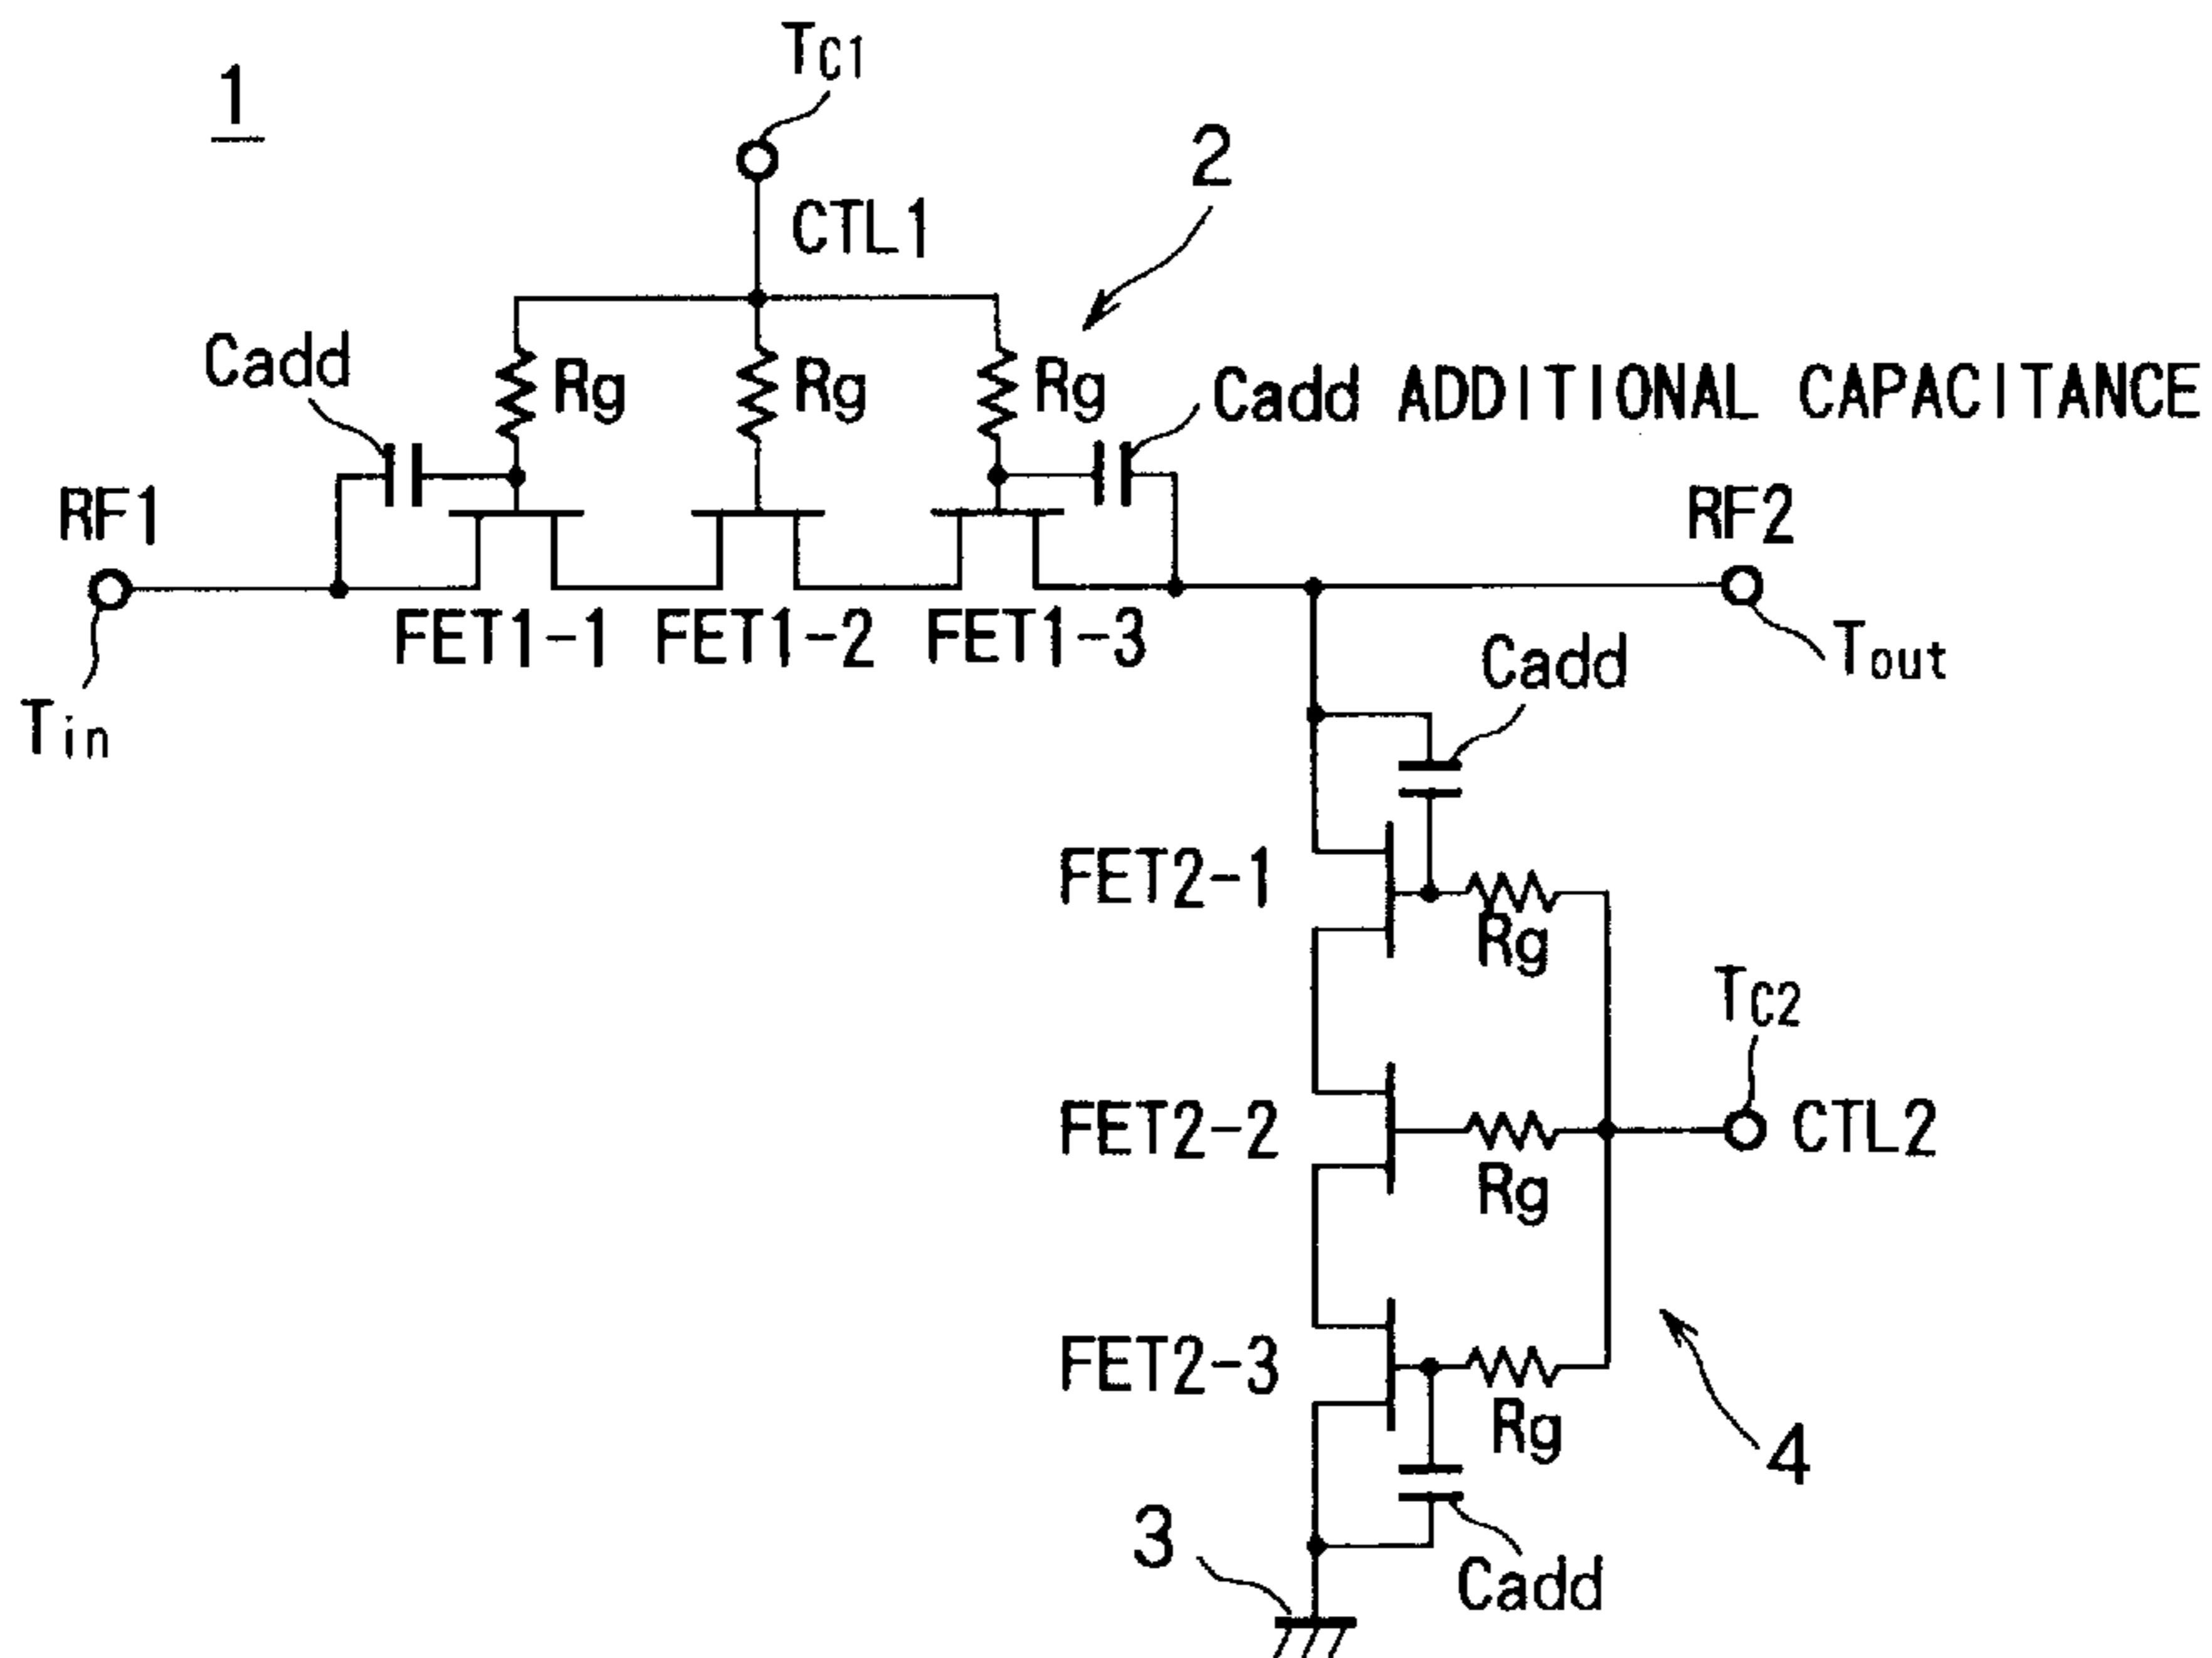 1
TC1
2
CTL1
Cadd
Rg
Rg
Rg
Cadd ADDITIONAL CAPACITANCE
RF1
RF2
FET1-1
FET1-2
FET1-3
Tin
Tout
Cadd
FET2-1
Rg
TC2
FET2-2
CTL2
Rg
FET2-3
Rg
4
3
Cadd